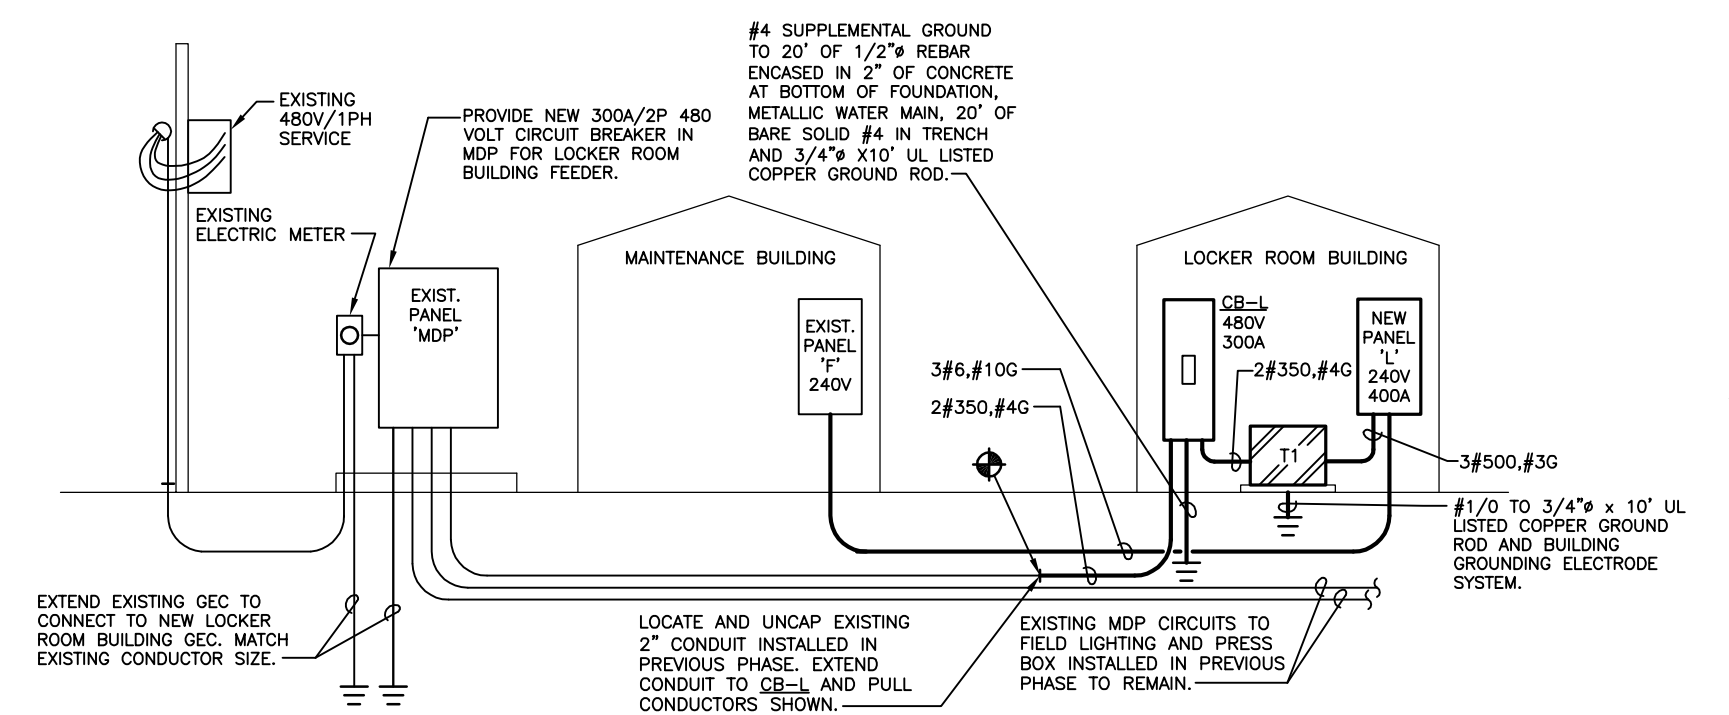 #4 SUPPLEMENTAL GROUND
TO 20' OF 1/2"ø REBAR
ENCASED IN 2" OF CONCRETE
AT BOTTOM OF FOUNDATION,
METALLIC WATER MAIN, 20' OF
BARE SOLID #4 IN TRENCH
AND 3/4"ø X10' UL LISTED
COPPER GROUND ROD.
EXISTING
480V/1PH
SERVICE
PROVIDE NEW 300A/2P 480
VOLT CIRCUIT BREAKER IN
MDP FOR LOCKER ROOM
BUILDING FEEDER.
EXISTING
ELECTRIC METER
EXIST.
PANEL
'MDP'
MAINTENANCE BUILDING
EXIST.
PANEL
'F'
240V
LOCKER ROOM BUILDING
CB-L
480V
300A
NEW
PANEL
'L'
240V
400A
3#6,#10G
2#350,#4G
2#350,#4G
T1
3#500,#3G
#1/0 TO 3/4"ø x 10' UL
LISTED COPPER GROUND
ROD AND BUILDING
GROUNDING ELECTRODE
SYSTEM.
EXTEND EXISTING GEC TO
CONNECT TO NEW LOCKER
ROOM BUILDING GEC. MATCH
EXISTING CONDUCTOR SIZE.
LOCATE AND UNCAP EXISTING
2" CONDUIT INSTALLED IN
PREVIOUS PHASE. EXTEND
CONDUIT TO CB-L AND PULL
CONDUCTORS SHOWN.
EXISTING MDP CIRCUITS TO
FIELD LIGHTING AND PRESS
BOX INSTALLED IN PREVIOUS
PHASE TO REMAIN.